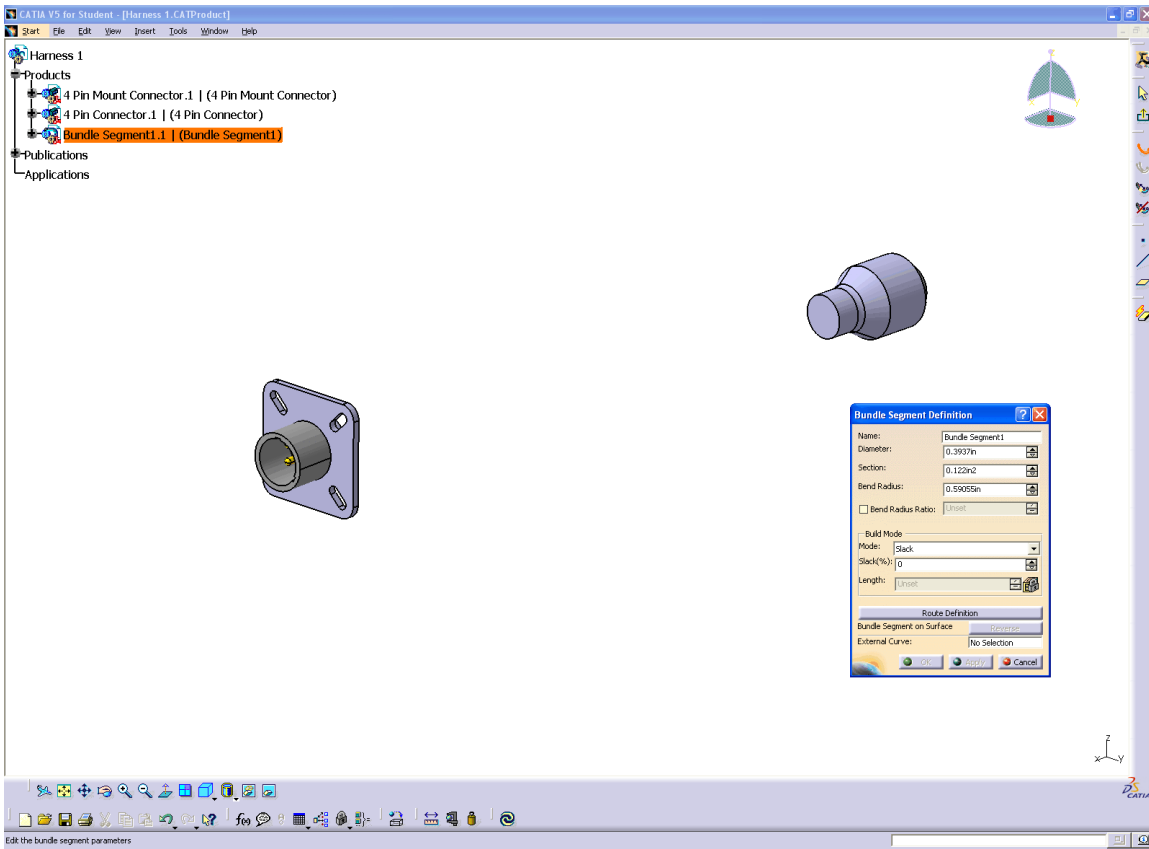 CATIA V5 for Student - [Harness 1.CATProduct]
Start File Edit View Insert Tools Window Help
Harness 1
Products
4 Pin Mount Connector.1 | (4 Pin Mount Connector)
4 Pin Connector.1 | (4 Pin Connector)
Bundle Segment1.1 | (Bundle Segment1)
Publications
Applications
Bundle Segment Definition
Name: Bundle Segment1
Diameter: 0.3937in
Section: 0.122in2
Bend Radius: 0.59055in
Bend Radius Ratio: Unset
Build Mode
Mode: Slack
Slack(%): 0
Length: Unset
Route Definition
Bundle Segment on Surface Reverse
External Curve: No Selection
OK Apply Cancel
z
x y
DS CATIA
f(x)
Edit the bundle segment parameters